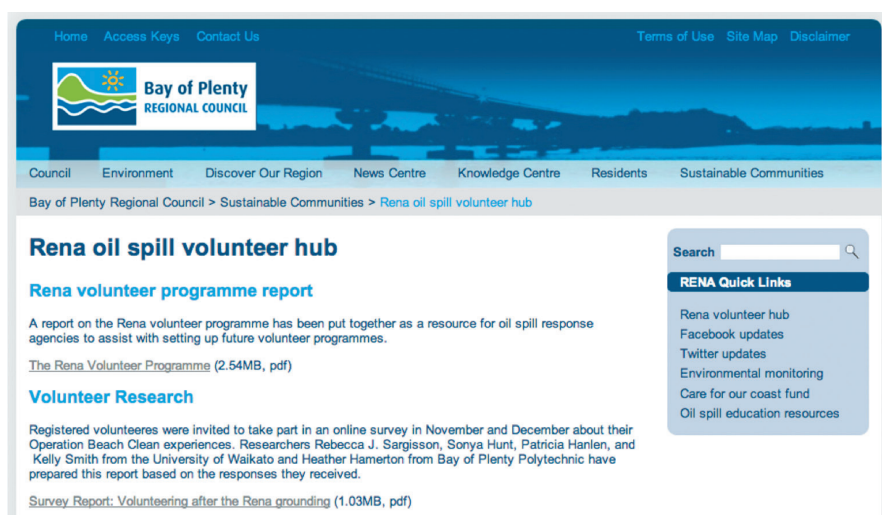 Home Access Keys Contact Us Terms of Use Site Map Disclaimer
Bay of Plenty
REGIONAL COUNCIL
Council Environment Discover Our Region News Centre Knowledge Centre Residents Sustainable Communities
Bay of Plenty Regional Council > Sustainable Communities > Rena oil spill volunteer hub
Rena oil spill volunteer hub
Rena volunteer programme report
A report on the Rena volunteer programme has been put together as a resource for oil spill response
agencies to assist with setting up future volunteer programmes.
The Rena Volunteer Programme (2.54MB, pdf)
Volunteer Research
Registered volunteeres were invited to take part in an online survey in November and December about their
Operation Beach Clean experiences. Researchers Rebecca J. Sargisson, Sonya Hunt, Patricia Hanlen, and
Kelly Smith from the University of Waikato and Heather Hamerton from Bay of Plenty Polytechnic have
prepared this report based on the responses they received.
Survey Report: Volunteering after the Rena grounding (1.03MB, pdf)
Search
RENA Quick Links
Rena volunteer hub
Facebook updates
Twitter updates
Environmental monitoring
Care for our coast fund
Oil spill education resources